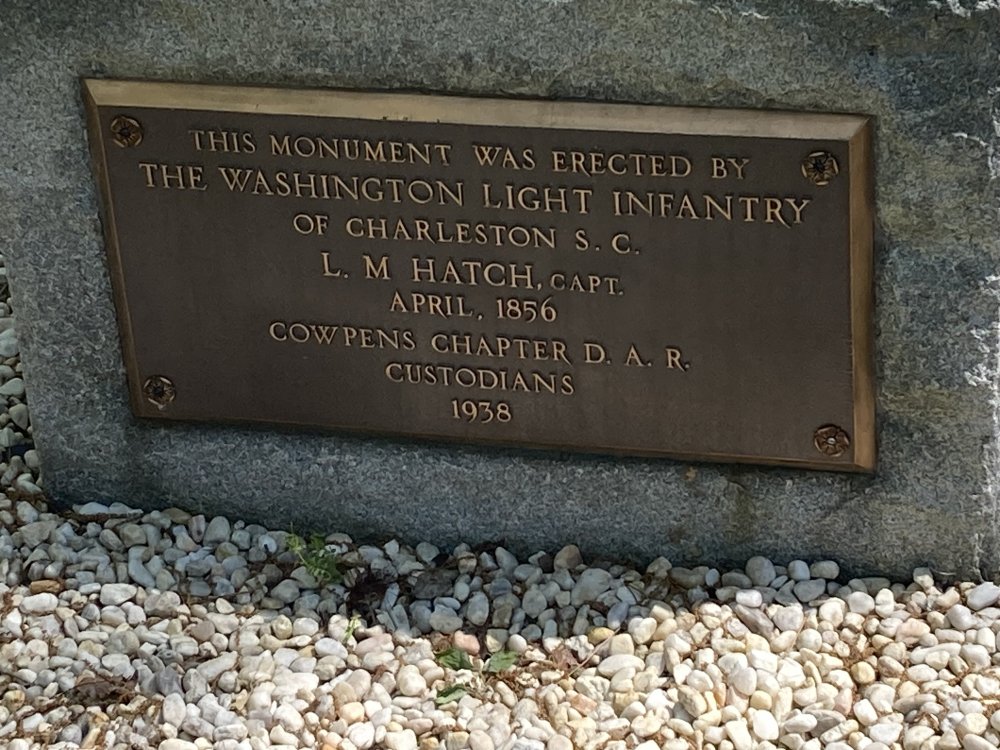 THIS MONUMENT WAS ERECTED BY
THE WASHINGTON LIGHT INFANTRY
OF CHARLESTON S. C.
L. M HATCH, CAPT.
APRIL, 1856
COWPENS CHAPTER D. A. R.
CUSTODIANS
1938